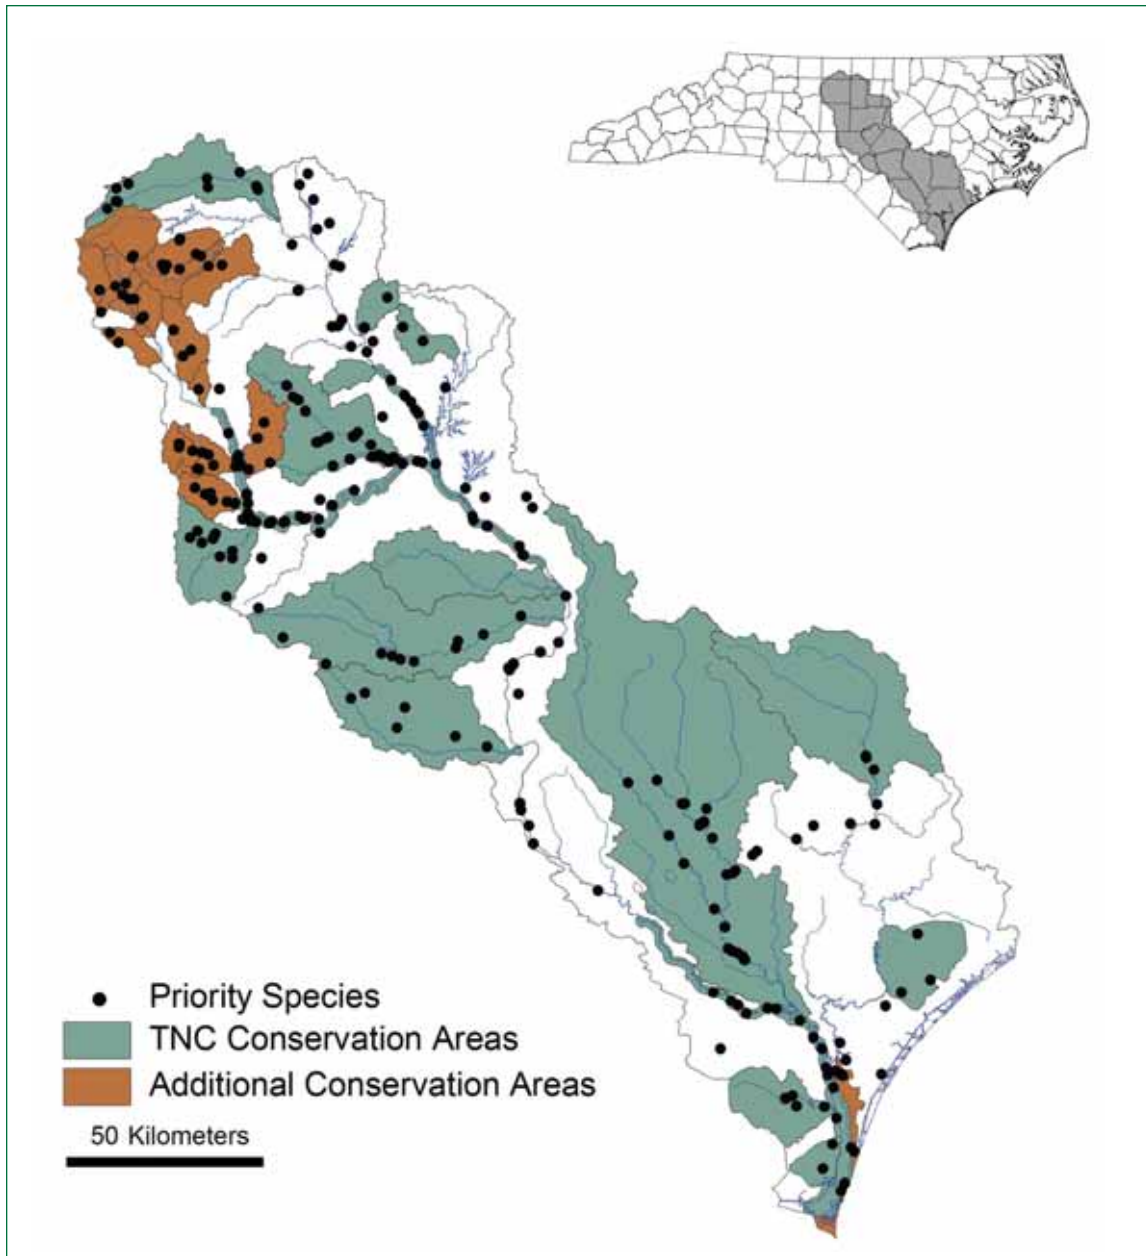 Priority Species
TNC Conservation Areas
Additional Conservation Areas
50 Kilometers